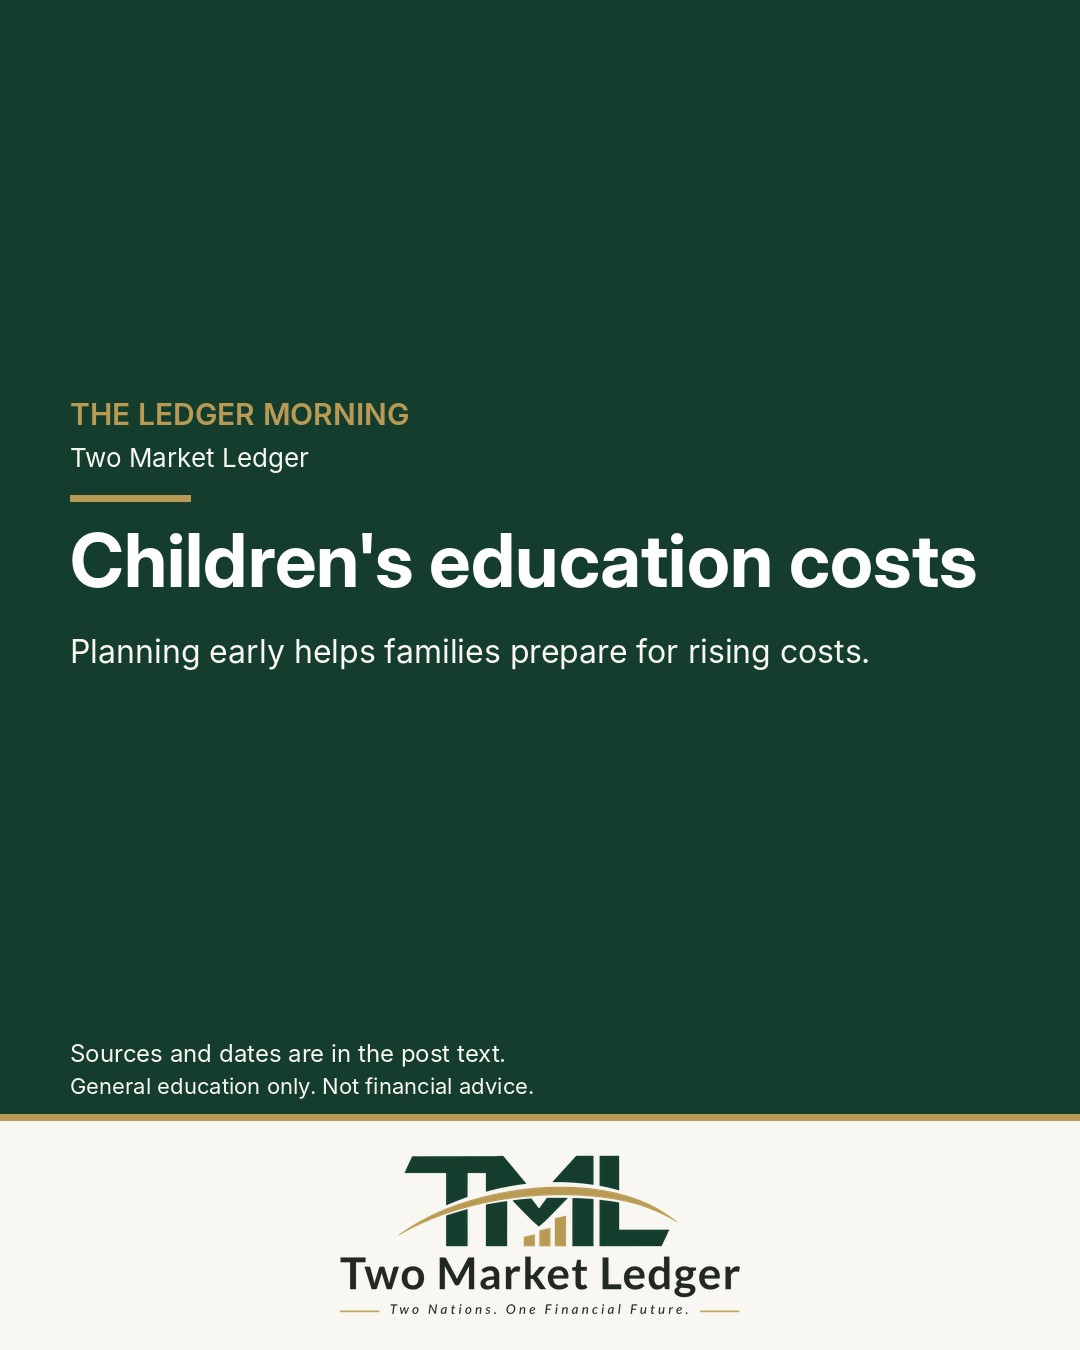 THE LEDGER MORNING
Two Market Ledger
Children's education costs
Planning early helps families prepare for rising costs.
Sources and dates are in the post text.
General education only. Not financial advice.
TML
Two Market Ledger
Two Nations. One Financial Future.